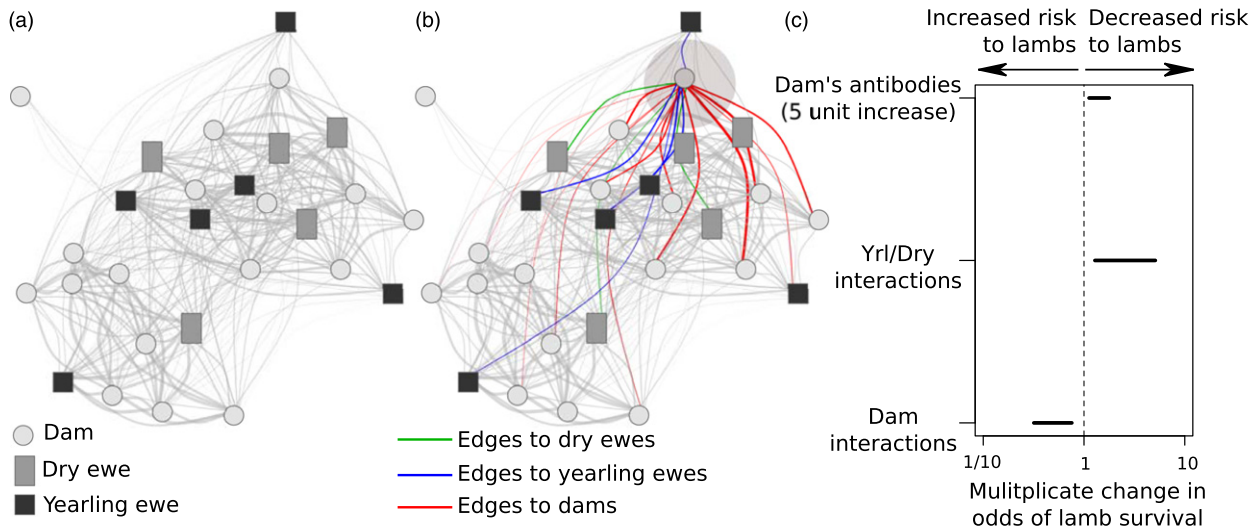 (a)
(b)
(c)
Increased risk
to lambs
Decreased risk
to lambs
Dam's antibodies
(5 unit increase)
Yrl/Dry
interactions
Dam
interactions
1/10
1
10
Mulitplicate change in
odds of lamb survival
Dam
Dry ewe
Yearling ewe
Edges to dry ewes
Edges to yearling ewes
Edges to dams